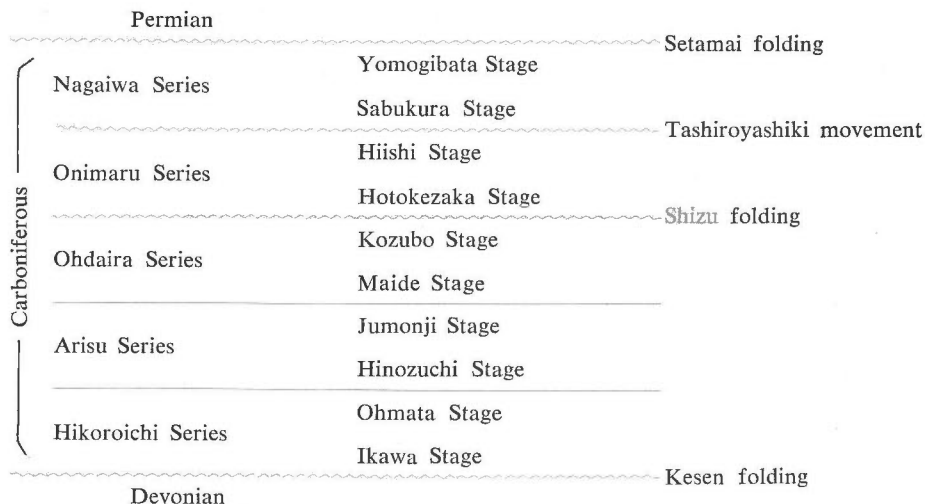 Permian
Setamai folding
Nagaiwa Series
Yomogibata Stage
Sabukura Stage
Tashiroyashiki movement
Onimaru Series
Hiishi Stage
Hotokezaka Stage
Shizu folding
Ohdaira Series
Kozubo Stage
Maide Stage
Carboniferous
Arisu Series
Jumonji Stage
Hinozuchi Stage
Hikoroichi Series
Ohmata Stage
Ikawa Stage
Kesen folding
Devonian